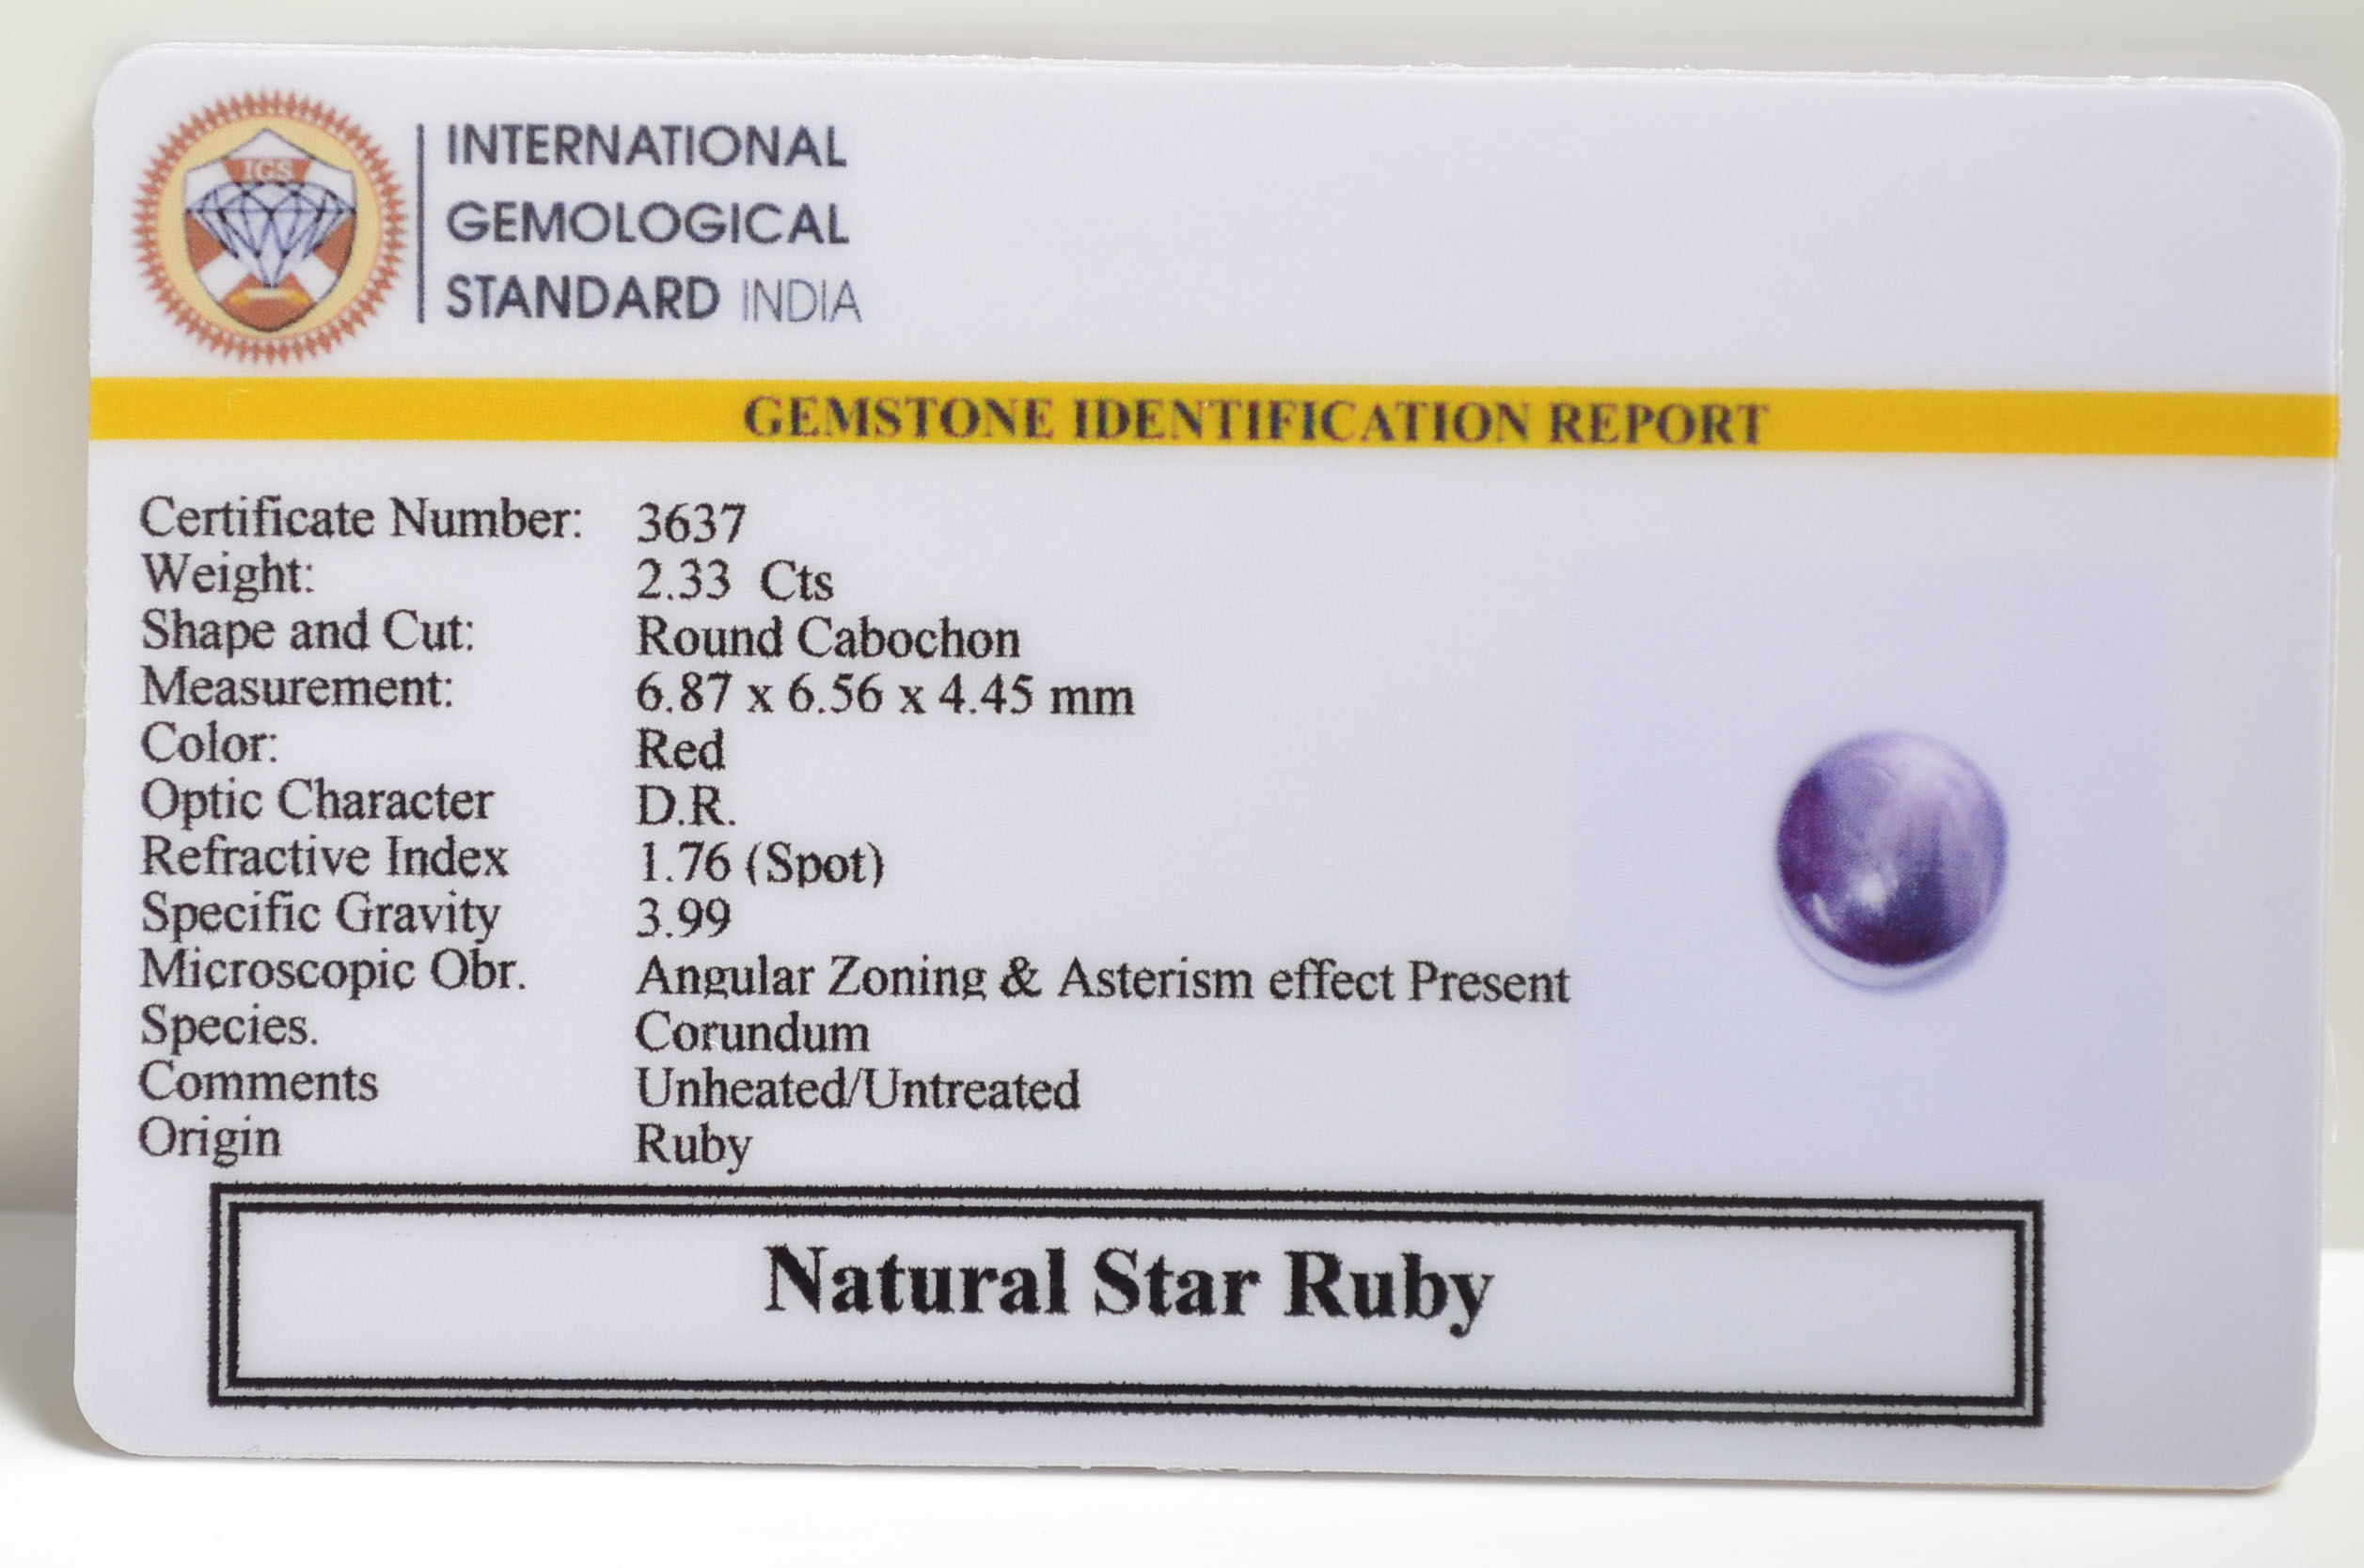 IGS
INTERNATIONAL
GEMOLOGICAL
STANDARD INDIA
GEMSTONE IDENTIFICATION REPORT
Certificate Number: 3637
Weight: 2.33 Cts
Shape and Cut: Round Cabochon
Measurement: 6.87 x 6.56 x 4.45 mm
Color: Red
Optic Character D.R.
Refractive Index 1.76 (Spot)
Specific Gravity 3.99
Microscopic Obr. Angular Zoning & Asterism effect Present
Species. Corundum
Comments Unheated/Untreated
Origin Ruby
Natural Star Ruby